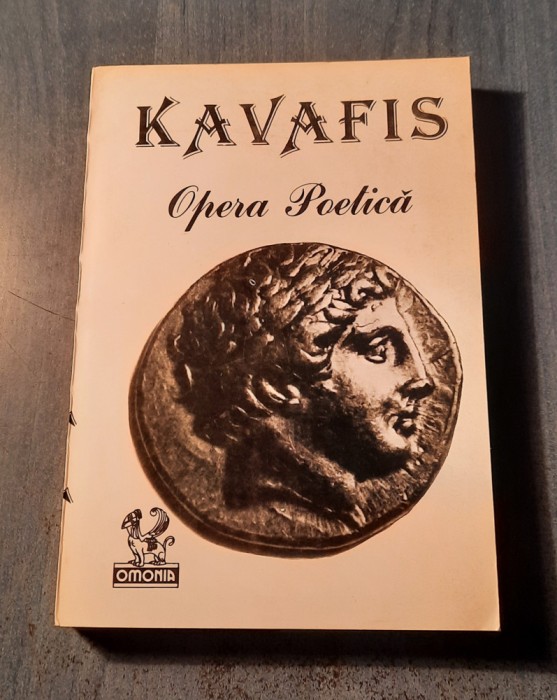 KAVAFIS
Opera Poetică
OMONIA